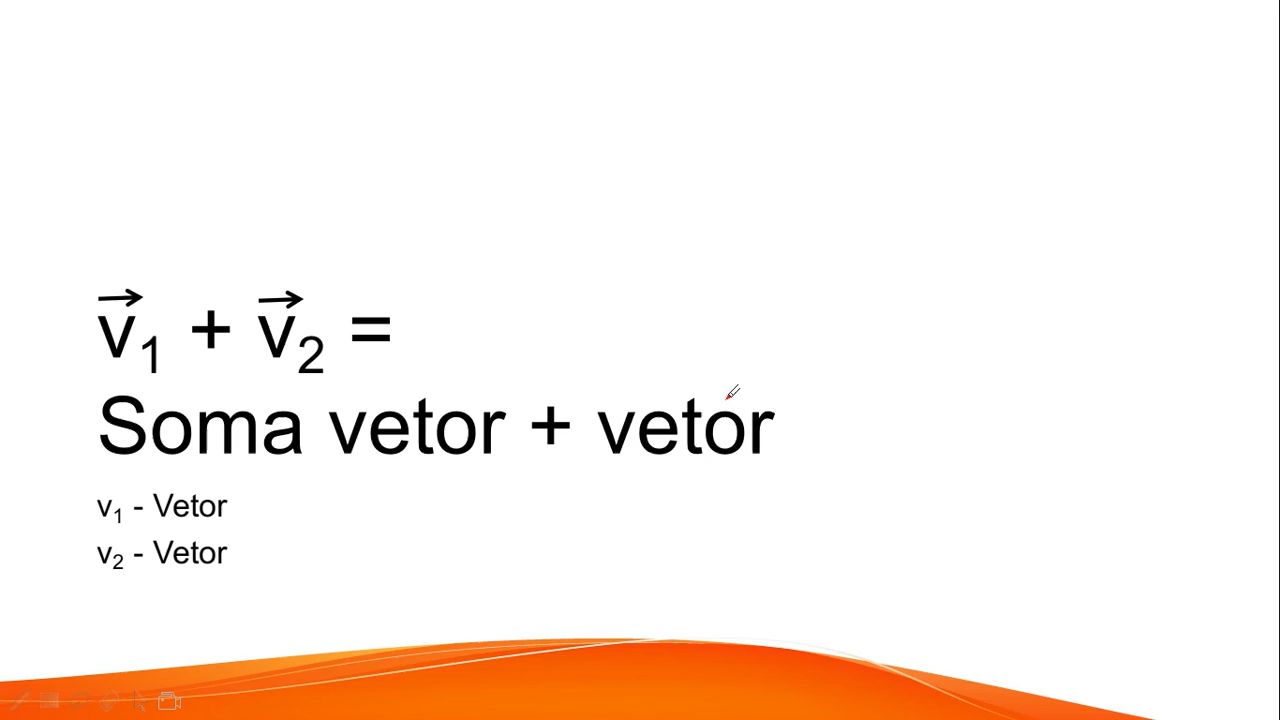 v⃗₁ + v⃗₂ =
Soma vetor + vetor
v₁ - Vetor
v₂ - Vetor